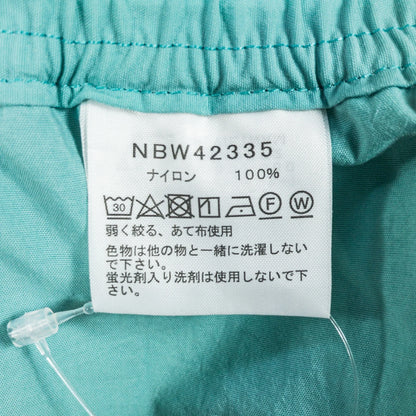 NBW42335
ナイロン 100%
30 F W
弱く絞る、あて布使用
色物は他の物と一緒に洗濯しない
で下さい。
蛍光剤入り洗剤は使用しないで下
さい。